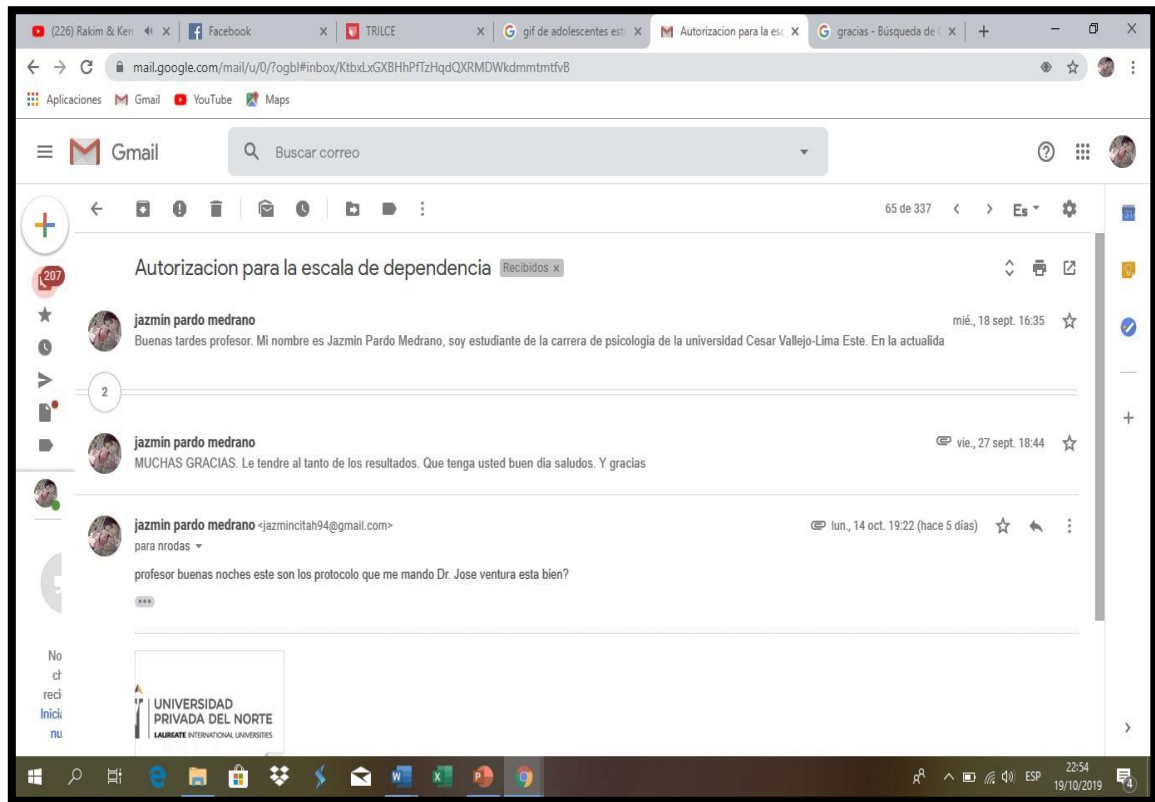 (226) Rakim & Ken
Facebook
TRILCE
gif de adolescentes est
Autorizacion para la esc
gracias - Búsqueda de
mail.google.com/mail/u/0/?ogbl#inbox/KtbxLxGXBHhPfTzHqdQXRMDWkdmmtmtfvB
Aplicaciones Gmail YouTube Maps
Gmail
Buscar correo
65 de 337
Es
207
Autorizacion para la escala de dependencia Recibidos x
jazmin pardo medrano mié., 18 sept. 16:35
Buenas tardes profesor. Mi nombre es Jazmin Pardo Medrano, soy estudiante de la carrera de psicologia de la universidad Cesar Vallejo-Lima Este. En la actualida
2
jazmin pardo medrano vie., 27 sept. 18:44
MUCHAS GRACIAS. Le tendre al tanto de los resultados. Que tenga usted buen dia saludos. Y gracias
jazmin pardo medrano <jazmincitah94@gmail.com> lun., 14 oct. 19:22 (hace 5 días)
para nrodas
profesor buenas noches este son los protocolo que me mando Dr. Jose ventura esta bien?
No
ch
reci
Inicia
nu
UNIVERSIDAD
PRIVADA DEL NORTE
LAUREATE INTERNATIONAL UNIVERSITIES
ESP
22:54
19/10/2019
4